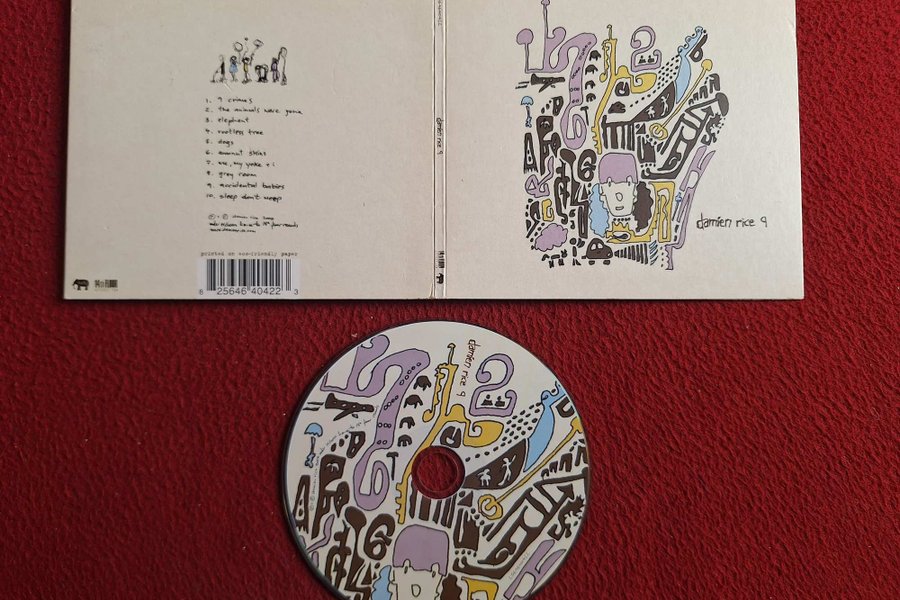 1. 9 crimes
2. the animals were gone
3. elephant
4. rootless tree
5. dogs
6. coconut skins
7. me, my yoke + i
8. grey room
9. accidental babies
10. sleep don't weep
printed on eco-friendly paper
8 25646 40422 3
damien rice 9
damien rice 9
damien rice 9